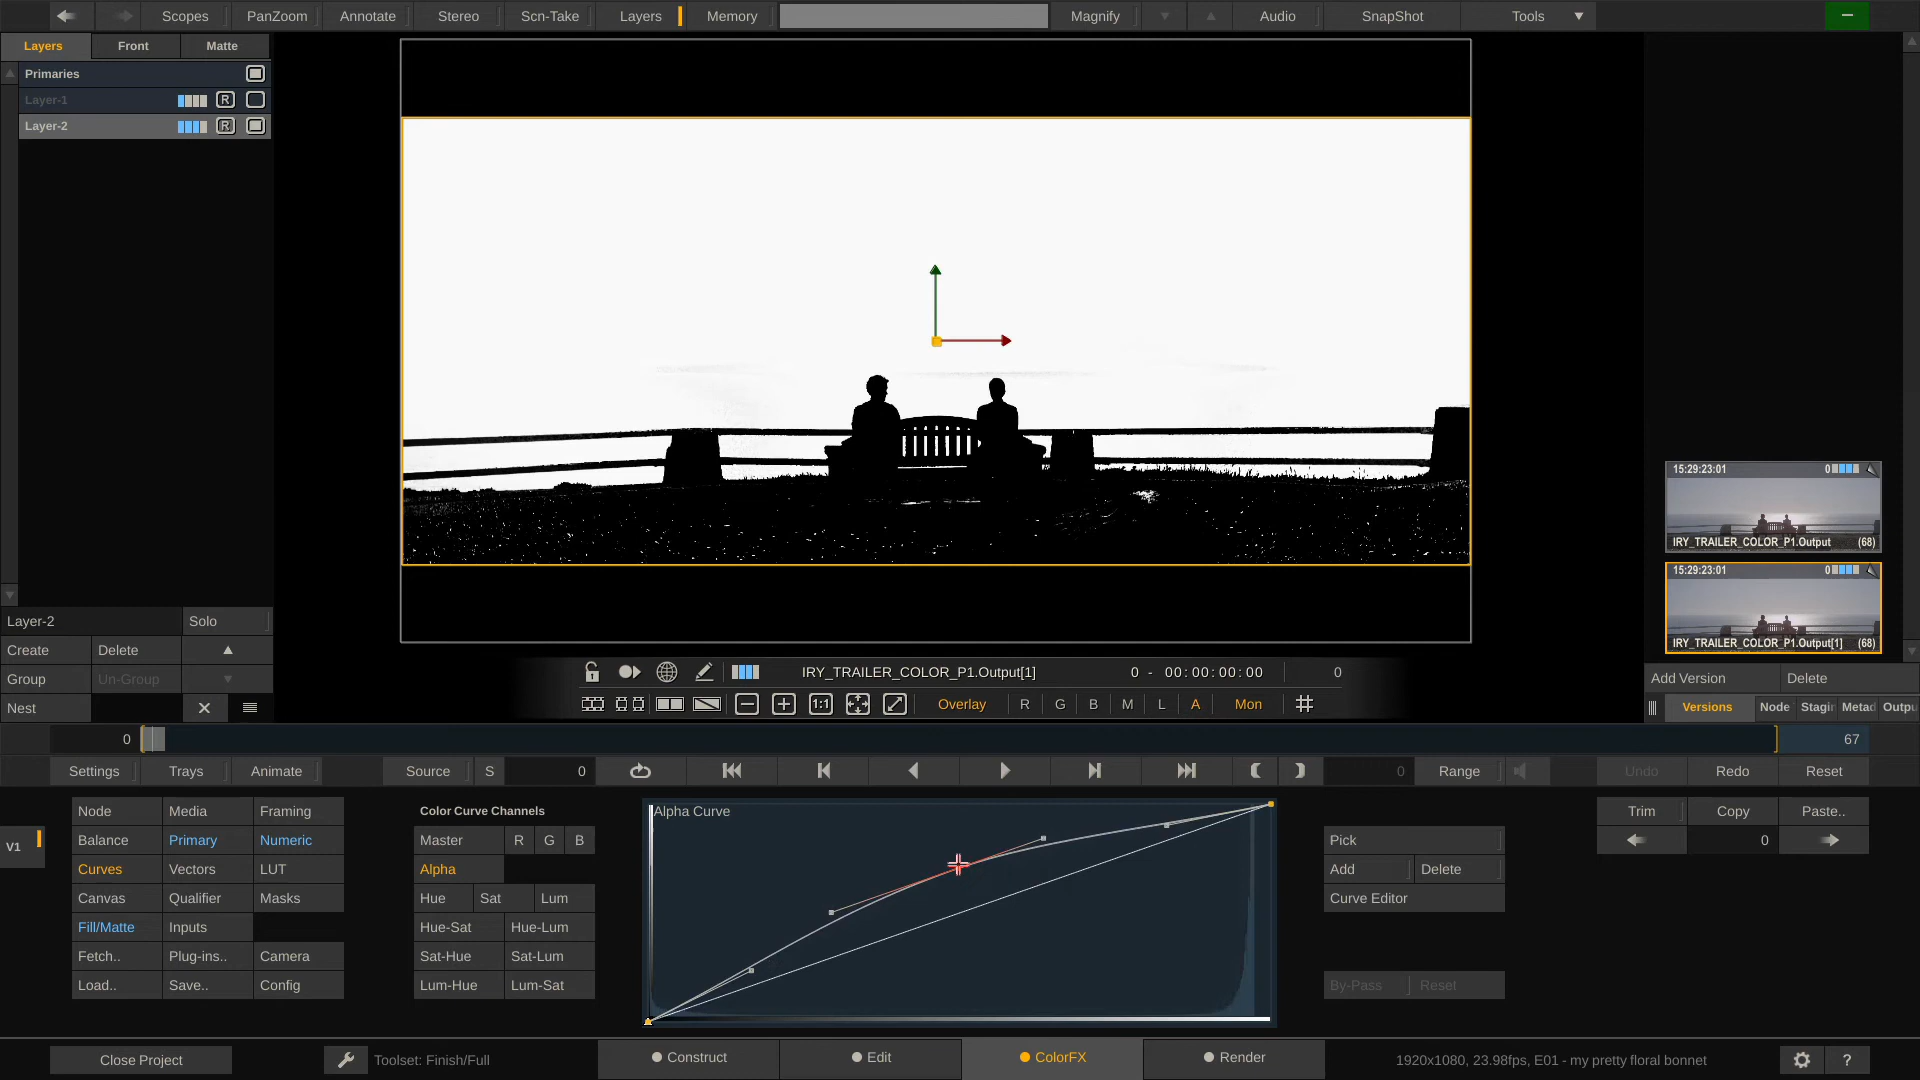 Scopes PanZoom Annotate Stereo Scn-Take Layers Memory Magnify Audio SnapShot Tools
Layers Front Matte
Primaries
Layer-1 R
Layer-2 R
15:29:23:01 0
IRY_TRAILER_COLOR_P1.Output (68)
15:29:23:01 0
IRY_TRAILER_COLOR_P1.Output[1] (68)
Layer-2 Solo
Create Delete
Group Un-Group
Nest
IRY_TRAILER_COLOR_P1.Output[1] 0 - 00:00:00:00 0
1:1 Overlay R G B M L A Mon
Add Version Delete
Versions Node Stagin Metad Outpu
0 67
Settings Trays Animate Source S 0 0 Range Undo Redo Reset
Node Media Framing
Balance Primary Numeric
Curves Vectors LUT
Canvas Qualifier Masks
Fill/Matte Inputs
Fetch.. Plug-ins.. Camera
Load.. Save.. Config
V1
Color Curve Channels
Master R G B
Alpha
Hue Sat Lum
Hue-Sat Hue-Lum
Sat-Hue Sat-Lum
Lum-Hue Lum-Sat
Alpha Curve
Pick
Add Delete
Curve Editor
By-Pass Reset
Trim Copy Paste..
0
Close Project Toolset: Finish/Full Construct Edit ColorFX Render 1920x1080, 23.98fps, E01 - my pretty floral bonnet ?